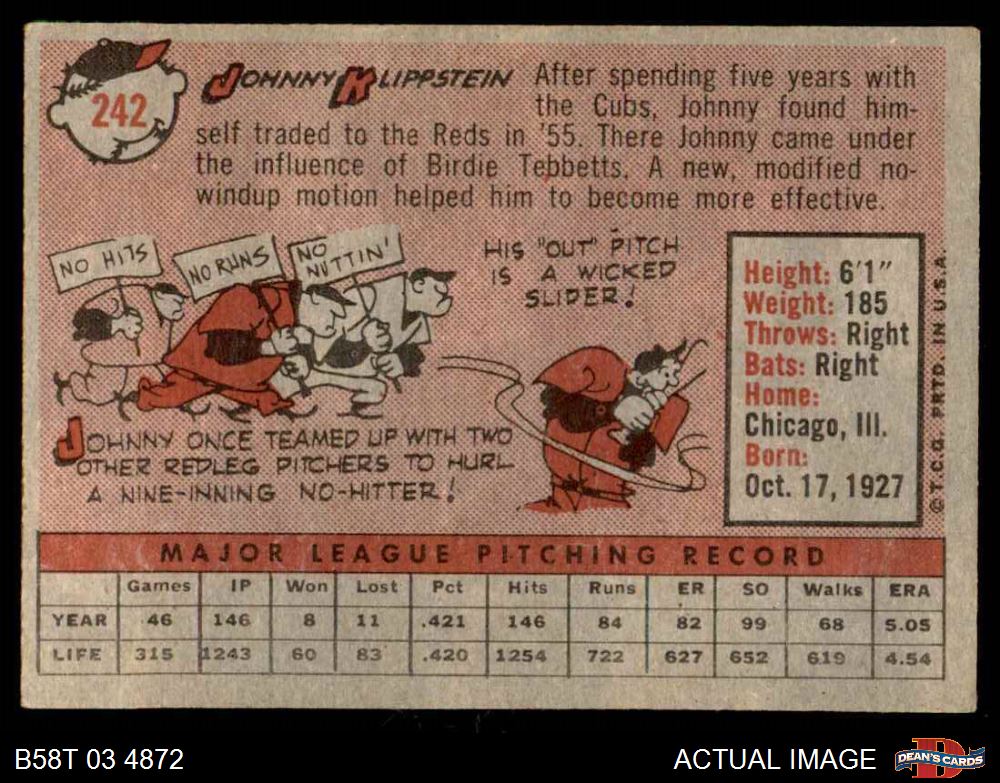 242
JOHNNY KLIPPSTEIN After spending five years with
the Cubs, Johnny found him-
self traded to the Reds in '55. There Johnny came under
the influence of Birdie Tebbetts. A new, modified no-
windup motion helped him to become more effective.
NO HITS
NO RUNS
NO NUTTIN'
HIS "OUT" PITCH
IS A WICKED
SLIDER!
JOHNNY ONCE TEAMED UP WITH TWO
OTHER REDLEG PITCHERS TO HURL
A NINE-INNING NO-HITTER!
Height: 6'1"
Weight: 185
Throws: Right
Bats: Right
Home:
Chicago, Ill.
Born:
Oct. 17, 1927
© T.C.G. PRTD. IN U.S.A.
MAJOR LEAGUE PITCHING RECORD
Games IP Won Lost Pct Hits Runs ER SO Walks ERA
YEAR 46 146 8 11 .421 146 84 82 99 68 5.05
LIFE 315 1243 60 83 .420 1254 722 627 652 619 4.54
B58T 03 4872
ACTUAL IMAGE
D
DEAN'S CARDS